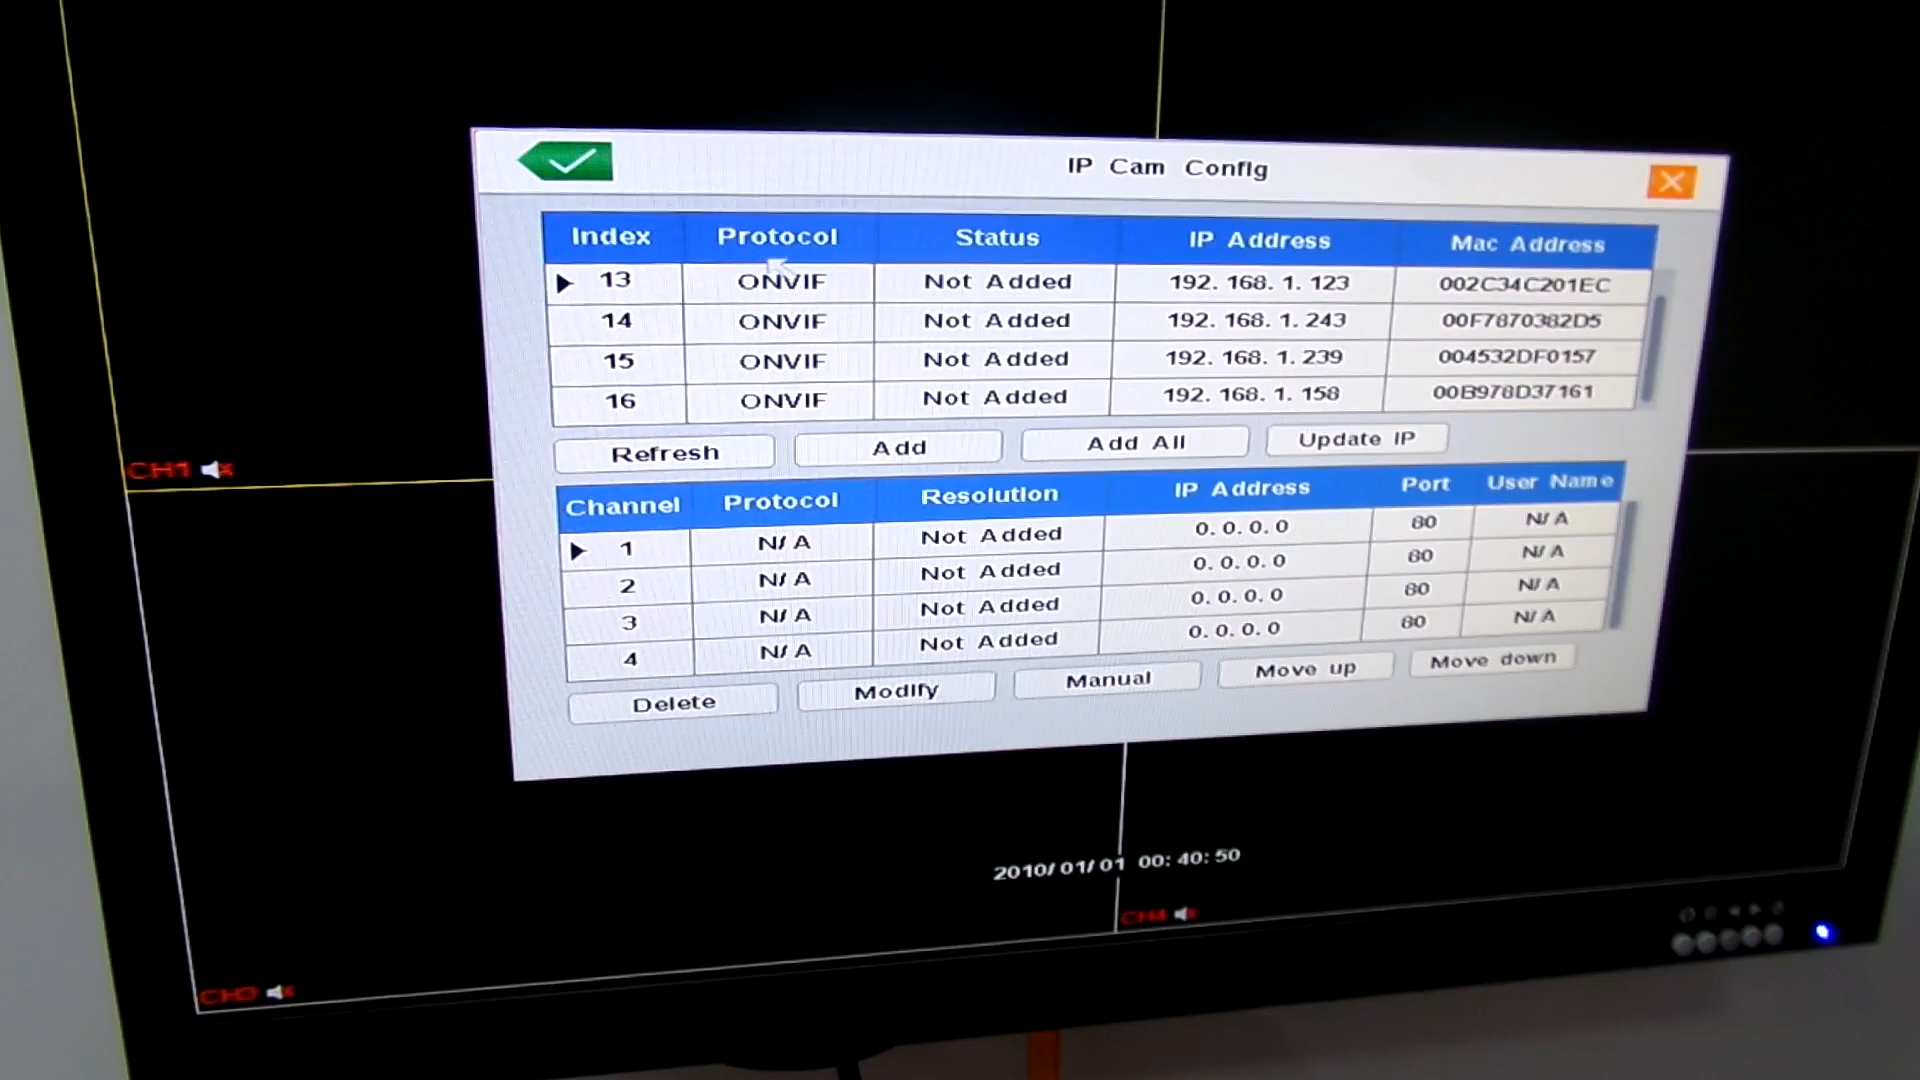 IP Cam Config
Index Protocol Status IP Address Mac Address
13 ONVIF Not Added 192.168.1.123 002C34C201EC
14 ONVIF Not Added 192.168.1.243 00F7870382D5
15 ONVIF Not Added 192.168.1.239 004532DF0157
16 ONVIF Not Added 192.168.1.158 00B978D37161
Refresh Add Add All Update IP
CH1
Channel Protocol Resolution IP Address Port User Name
1 N/A Not Added 0.0.0.0 80 N/A
2 N/A Not Added 0.0.0.0 80 N/A
3 N/A Not Added 0.0.0.0 80 N/A
4 N/A Not Added 0.0.0.0 80 N/A
Delete Modify Manual Move up Move down
2010/01/01 00:40:50
CH4
CH3